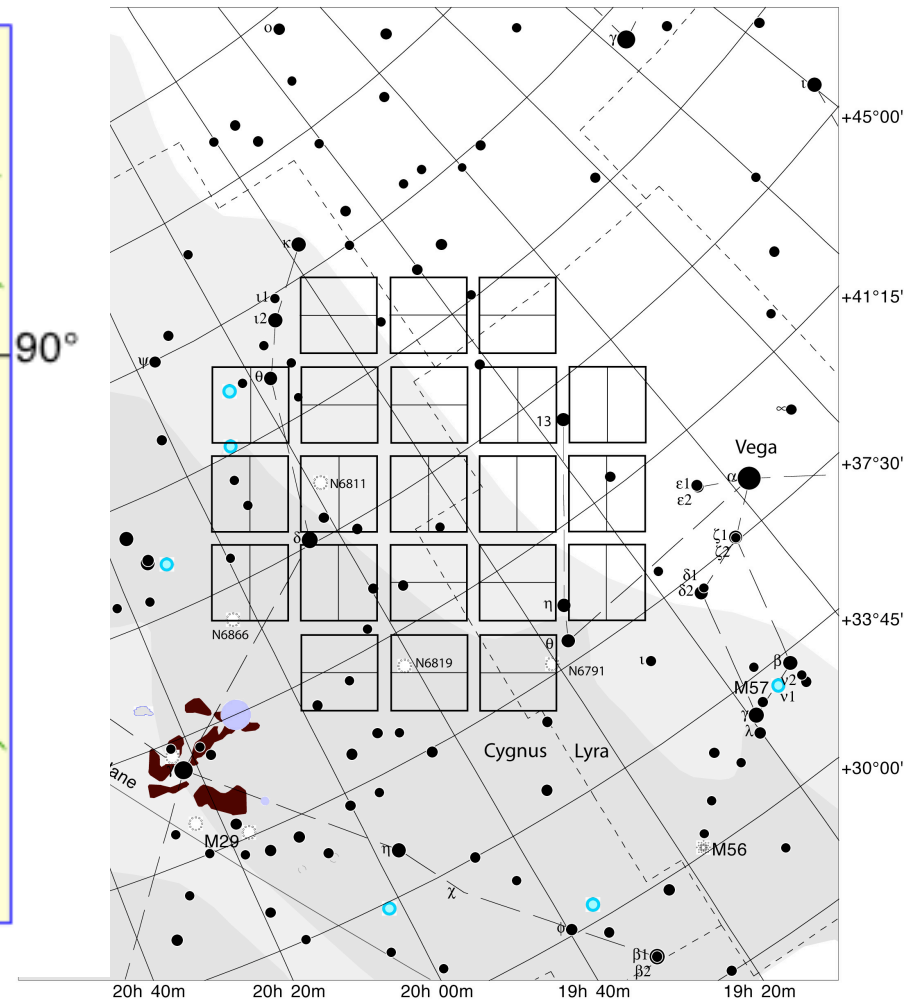 90°
ο
γ
ι
+45°00'
κ
ι1
ι2
+41°15'
ψ
θ
13
∞
Vega
α
ε1
ε2
+37°30'
N6811
δ
ζ1
ζ2
δ1
δ2
η
N6866
+33°45'
θ
N6819
N6791
ι
β
ν2
ν1
M57
γ
λ
Cygnus
Lyra
+30°00'
M29
η
M56
χ
φ
β1
β2
20h 40m
20h 20m
20h 00m
19h 40m
19h 20m